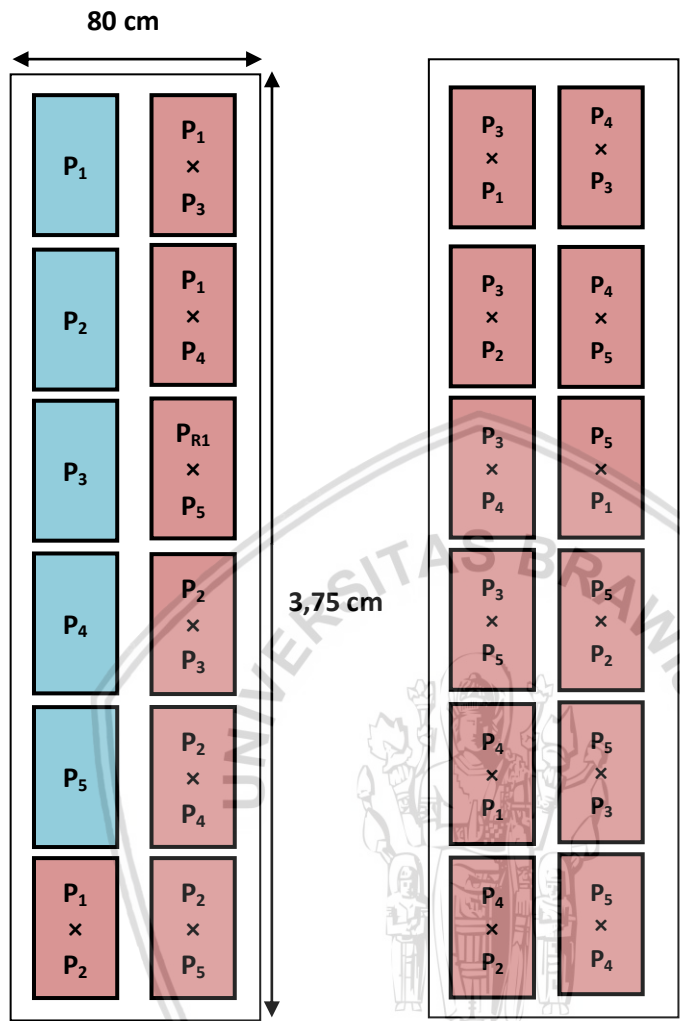 80 cm
P₁
P₂
P₃
P₄
P₅
P₁
×
P₂
P₁
×
P₃
P₁
×
P₄
P_R1
×
P₅
P₂
×
P₃
P₂
×
P₄
P₂
×
P₅
3,75 cm
P₃
×
P₁
P₃
×
P₂
P₃
×
P₄
P₃
×
P₅
P₄
×
P₁
P₄
×
P₂
P₄
×
P₃
P₄
×
P₅
P₅
×
P₁
P₅
×
P₂
P₅
×
P₃
P₅
×
P₄
UNIVERSITAS BRAWI